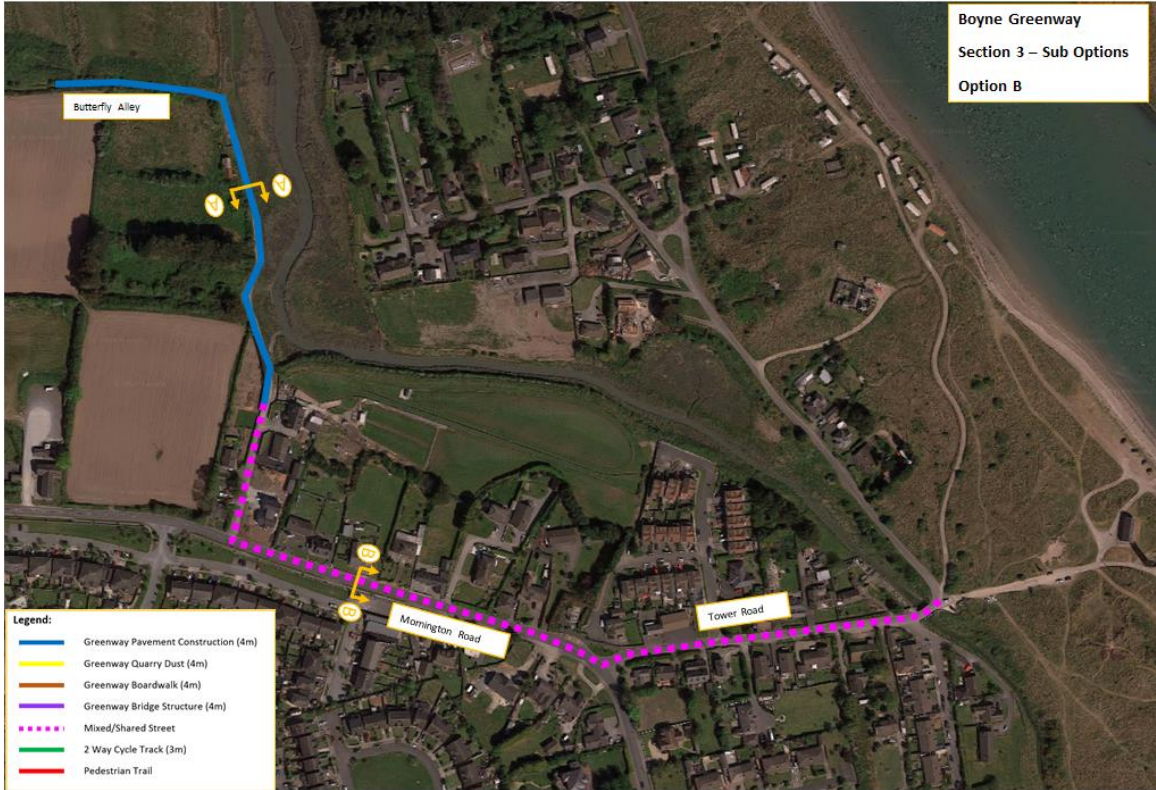 Boyne Greenway
Section 3 – Sub Options
Option B
Butterfly Alley
A
A
B
B
Mornington Road
Tower Road
Legend:
Greenway Pavement Construction (4m)
Greenway Quarry Dust (4m)
Greenway Boardwalk (4m)
Greenway Bridge Structure (4m)
Mixed/Shared Street
2 Way Cycle Track (3m)
Pedestrian Trail